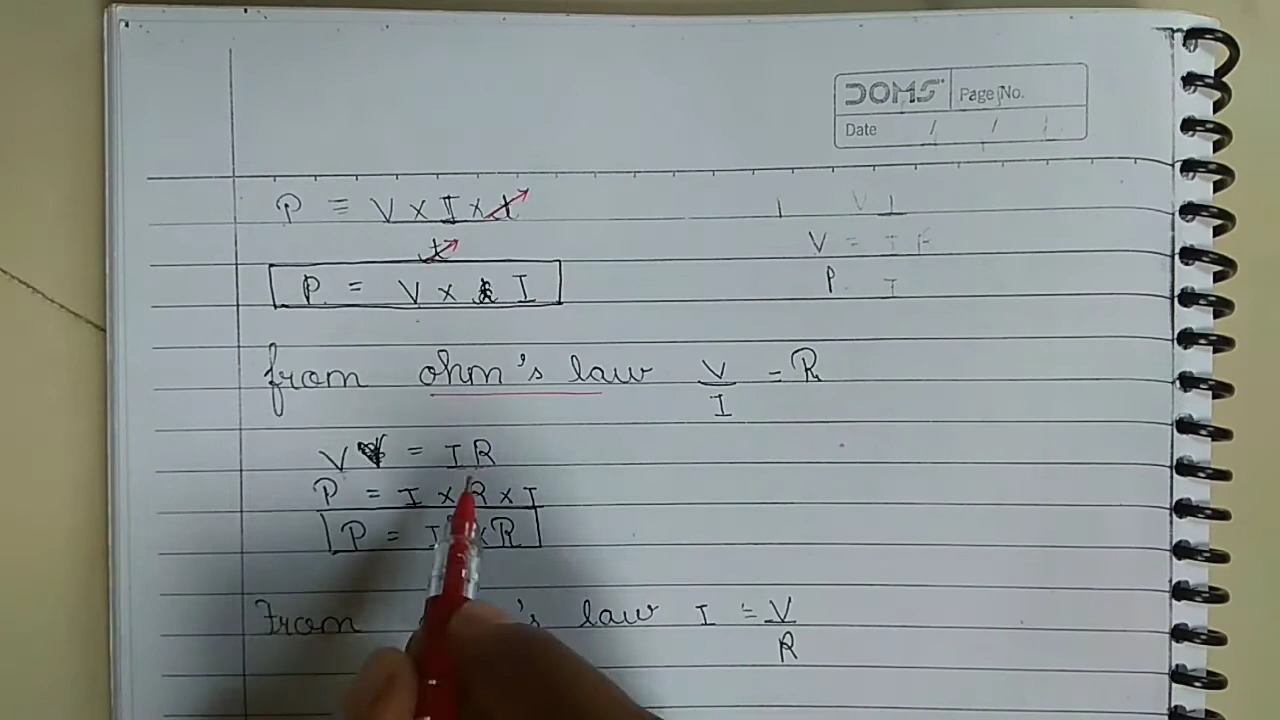 DOMS Page No.
Date / / /
P = V × I × t
t
P = V × I
V = I
P I
from ohm's law V/I = R
V = IR
P = I × R × I
P = I × R
From 's law I = V/R